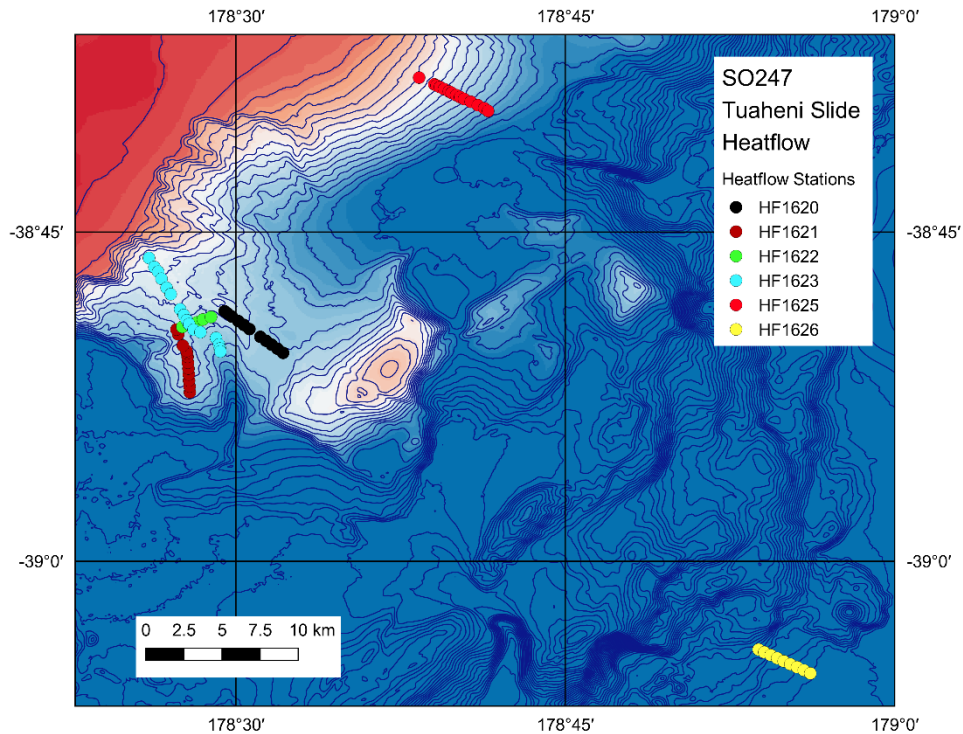 178°30′ 178°45′ 179°0′
SO247
Tuaheni Slide
Heatflow
Heatflow Stations
HF1620
HF1621
HF1622
HF1623
HF1625
HF1626
-38°45′ -38°45′
-39°0′ -39°0′
0 2.5 5 7.5 10 km
178°30′ 178°45′ 179°0′